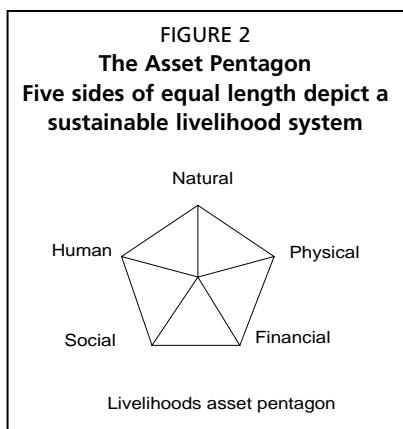 FIGURE 2
The Asset Pentagon
Five sides of equal length depict a
sustainable livelihood system
Natural
Human
Physical
Social
Financial
Livelihoods asset pentagon